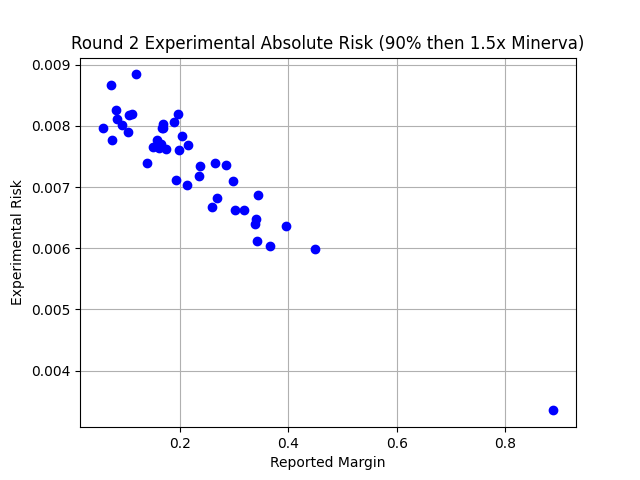 Round 2 Experimental Absolute Risk (90% then 1.5x Minerva)
0.009
0.008
0.007
0.006
0.005
0.004
Experimental Risk
0.2 0.4 0.6 0.8
Reported Margin